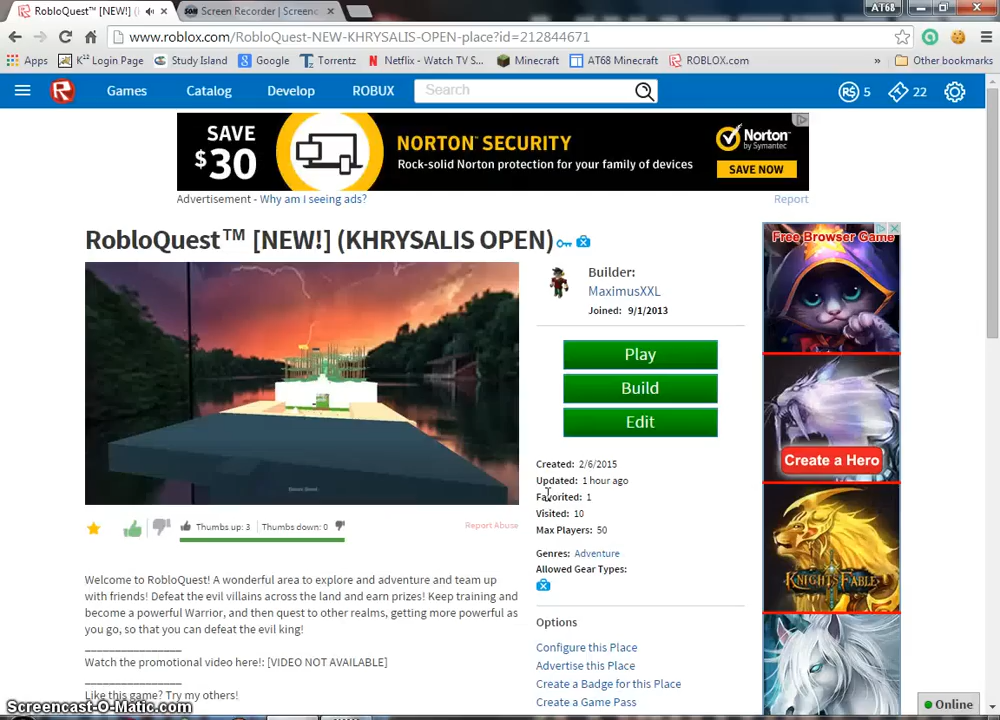 RobloQuest™ [NEW!] (
Screen Recorder | Screenc
AT68
www.roblox.com/RobloQuest-NEW-KHRYSALIS-OPEN-place?id=212844671
Apps
K¹² Login Page
Study Island
Google
Torrentz
Netflix - Watch TV S...
Minecraft
AT68 Minecraft
ROBLOX.com
»
Other bookmarks
Games
Catalog
Develop
ROBUX
Search
R$ 5
22
SAVE
$30
NORTON™ SECURITY
Rock-solid Norton protection for your family of devices
Norton
by Symantec
SAVE NOW
Advertisement - Why am I seeing ads?
Report
RobloQuest™ [NEW!] (KHRYSALIS OPEN)
Builder:
MaximusXXL
Joined: 9/1/2013
Play
Build
Edit
Created: 2/6/2015
Updated: 1 hour ago
Favorited: 1
Visited: 10
Max Players: 50
Genres: Adventure
Allowed Gear Types:
Thumbs up: 3
Thumbs down: 0
Report Abuse
Welcome to RobloQuest! A wonderful area to explore and adventure and team up
with friends! Defeat the evil villains across the land and earn prizes! Keep training and
become a powerful Warrior, and then quest to other realms, getting more powerful as
you go, so that you can defeat the evil king!
Watch the promotional video here!: [VIDEO NOT AVAILABLE]
Like this game? Try my others!
Options
Configure this Place
Advertise this Place
Create a Badge for this Place
Create a Game Pass
Free Browser Game
Create a Hero
KNIGHTS FABLE
Online
Screencast-O-Matic.com